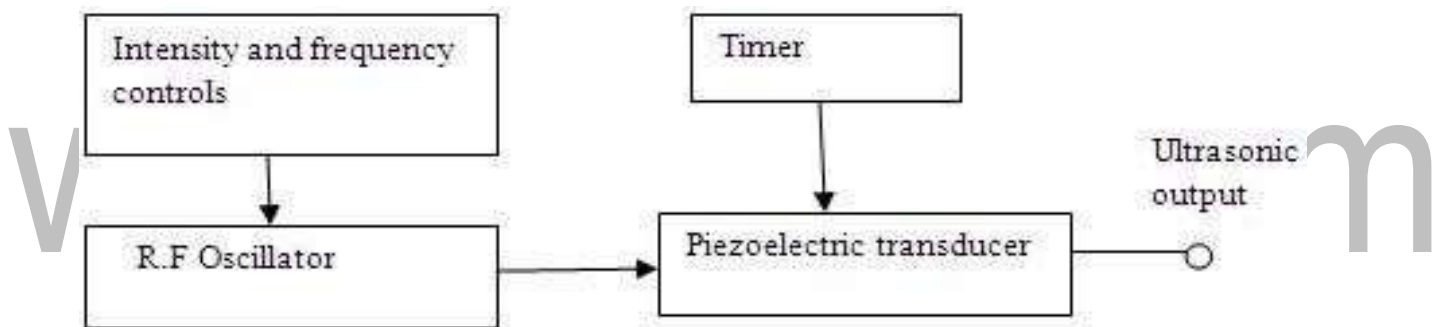 Intensity and frequency
controls
Timer
Ultrasonic
output
R.F Oscillator
Piezoelectric transducer
w
m